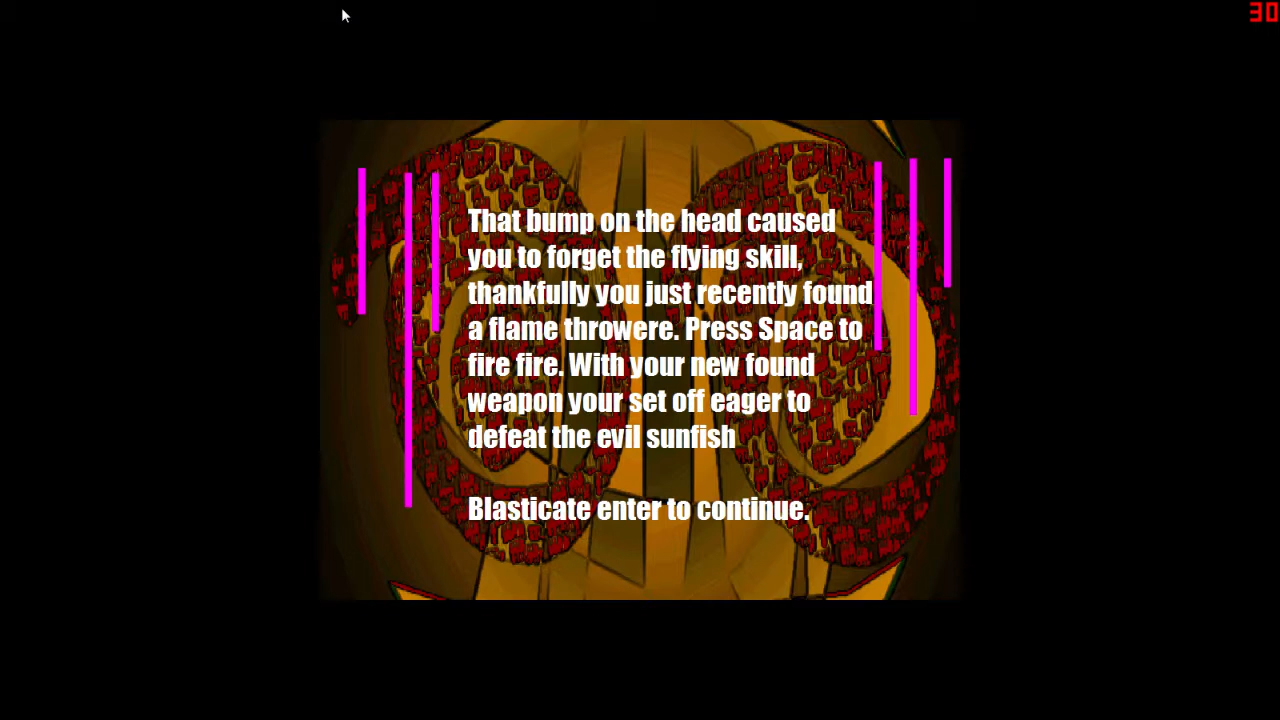 30
That bump on the head caused
you to forget the flying skill,
thankfully you just recently found
a flame throwere. Press Space to
fire fire. With your new found
weapon your set off eager to
defeat the evil sunfish
Blasticate enter to continue.